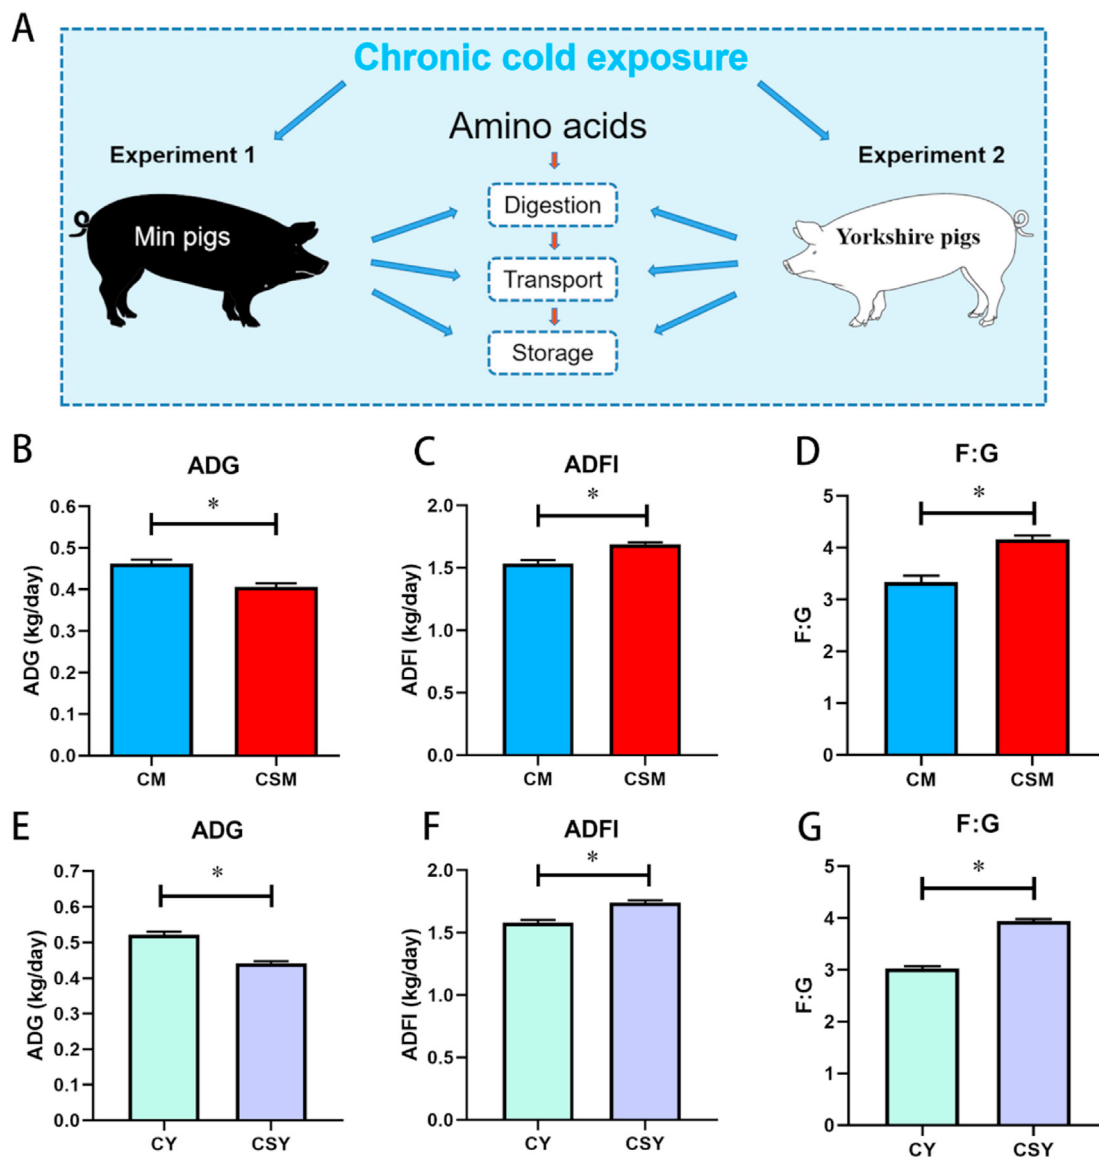 A
Chronic cold exposure
Amino acids
Experiment 1
Experiment 2
Digestion
Min pigs
Yorkshire pigs
Transport
Storage
B
ADG
*
ADG (kg/day)
0.6
0.5
0.4
0.3
0.2
0.1
0.0
CM
CSM
C
ADFI
*
ADFI (kg/day)
2.0
1.5
1.0
0.5
0.0
CM
CSM
D
F:G
*
F:G
5
4
3
2
1
0
CM
CSM
E
ADG
*
ADG (kg/day)
0.7
0.6
0.5
0.4
0.3
0.2
0.1
0.0
CY
CSY
F
ADFI
*
ADFI (kg/day)
2.0
1.5
1.0
0.5
0.0
CY
CSY
G
F:G
*
F:G
5
4
3
2
1
0
CY
CSY